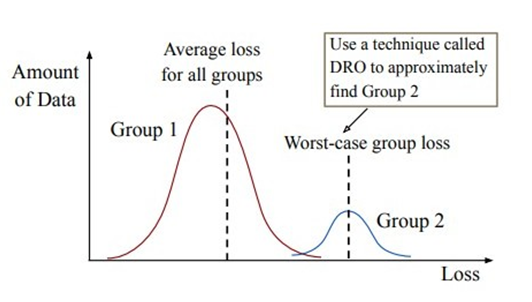 Amount
of Data
Average loss
for all groups
Use a technique called
DRO to approximately
find Group 2
Group 1
Worst-case group loss
Group 2
Loss